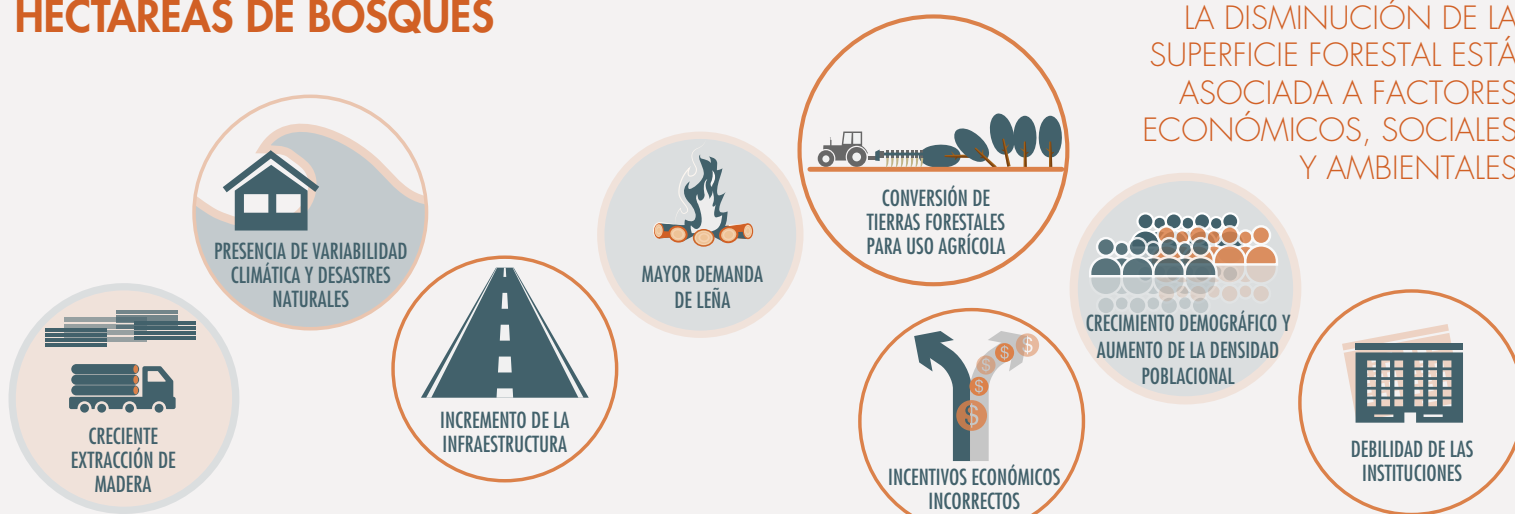 HECTÁREAS DE BOSQUES
LA DISMINUCIÓN DE LA
SUPERFICIE FORESTAL ESTÁ
ASOCIADA A FACTORES
ECONÓMICOS, SOCIALES
Y AMBIENTALES
PRESENCIA DE VARIABILIDAD
CLIMÁTICA Y DESASTRES
NATURALES
CRECIENTE
EXTRACCIÓN DE
MADERA
INCREMENTO DE LA
INFRAESTRUCTURA
MAYOR DEMANDA
DE LEÑA
CONVERSIÓN DE
TIERRAS FORESTALES
PARA USO AGRÍCOLA
$
$
$
$
$
INCENTIVOS ECONÓMICOS
INCORRECTOS
CRECIMIENTO DEMOGRÁFICO Y
AUMENTO DE LA DENSIDAD
POBLACIONAL
DEBILIDAD DE LAS
INSTITUCIONES